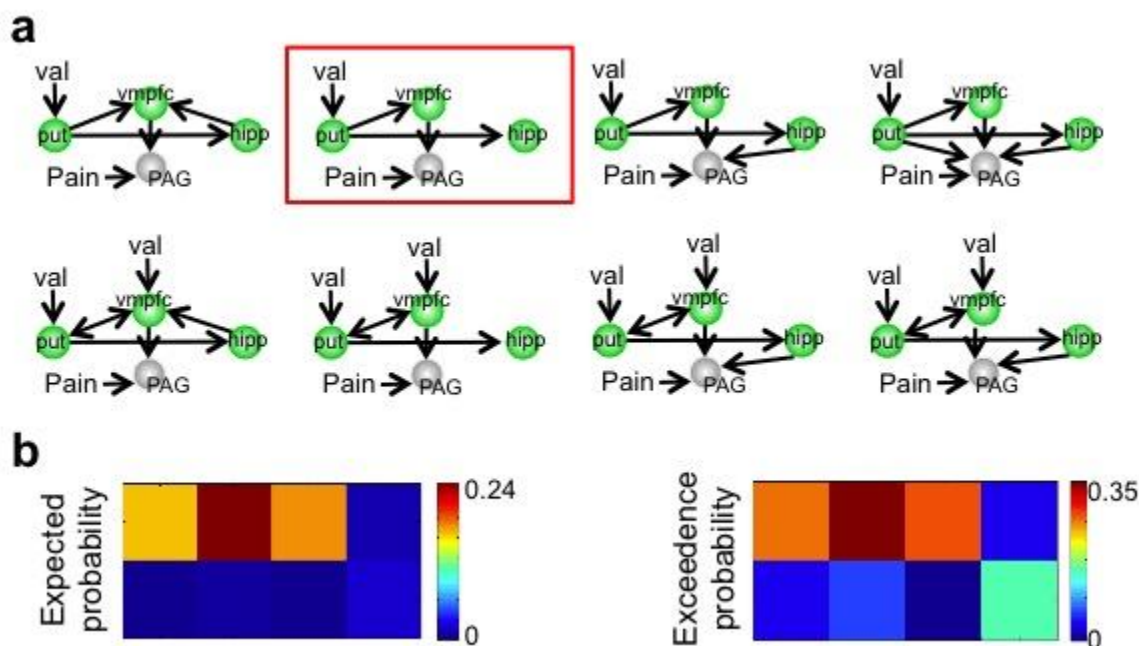 a
val
vmpfc
put
hipp
Pain
PAG
val
vmpfc
put
hipp
Pain
PAG
val
vmpfc
put
hipp
Pain
PAG
val
vmpfc
put
hipp
Pain
PAG
val
val
vmpfc
put
hipp
Pain
PAG
val
val
vmpfc
put
hipp
Pain
PAG
val
val
vmpfc
put
hipp
Pain
PAG
val
val
vmpfc
put
hipp
Pain
PAG
b
Expected
probability
0.24
0
Exceedence
probability
0.35
0